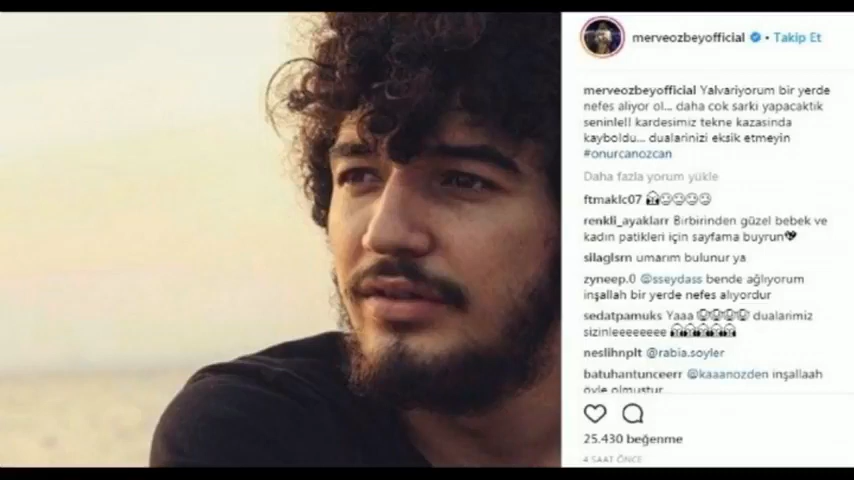 merveozbeyofficial • Takip Et
merveozbeyofficial Yalvariyorum bir yerde
nefes aliyor ol... daha cok sarki yapacaktik
seninlell kardesimiz tekne kazasinda
kayboldu... dualarinizi eksik etmeyin
#onurcanozcan
Daha fazla yorum yükle
ftmaklc07
renkli_ayaklarr Birbirinden güzel bebek ve
kadın patikleri için sayfama buyrun
silaglsrn umarım bulunur ya
zyneep.0 @sseydass bende ağlıyorum
inşallah bir yerde nefes alıyordur
sedatpamuks Yaaa dualarimiz
sizinleeeeeeee
neslihnplt @rabia.soyler
batuhantunceerr @kaaanozden inşallaah
öyle olmuştur
25.430 beğenme
4 SAAT ÖNCE